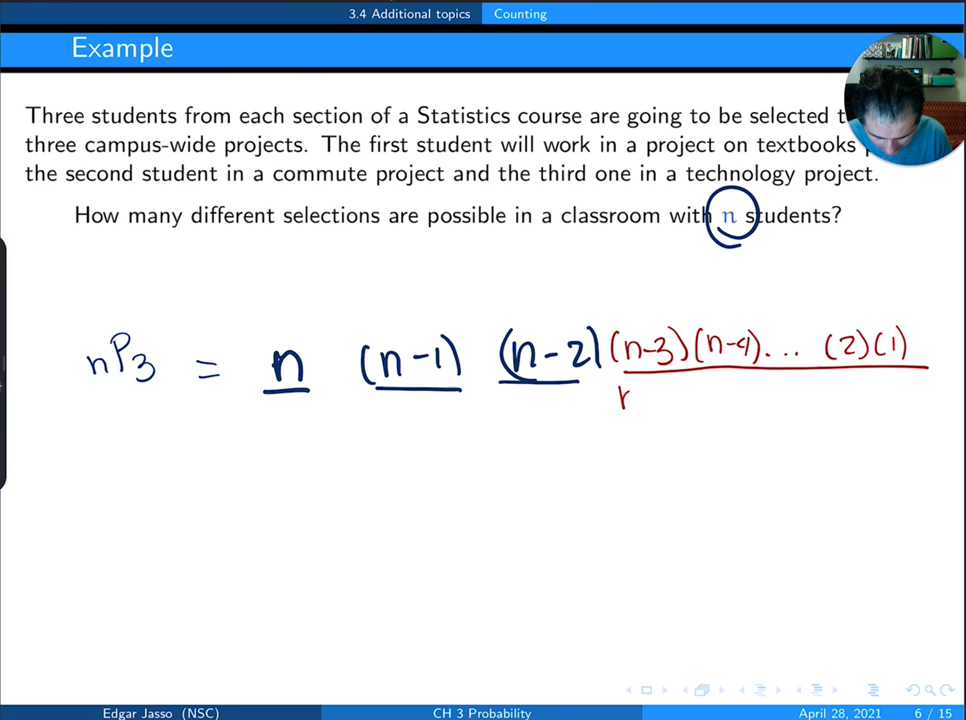 3.4 Additional topics Counting
Example
Three students from each section of a Statistics course are going to be selected
three campus-wide projects. The first student will work in a project on textbooks
the second student in a commute project and the third one in a technology project.
How many different selections are possible in a classroom with n students?
nP3 = n (n-1) (n-2) (n-3)(n-4)... (2)(1)
Edgar Jasso (NSC) CH 3 Probability April 28, 2021 6 / 15